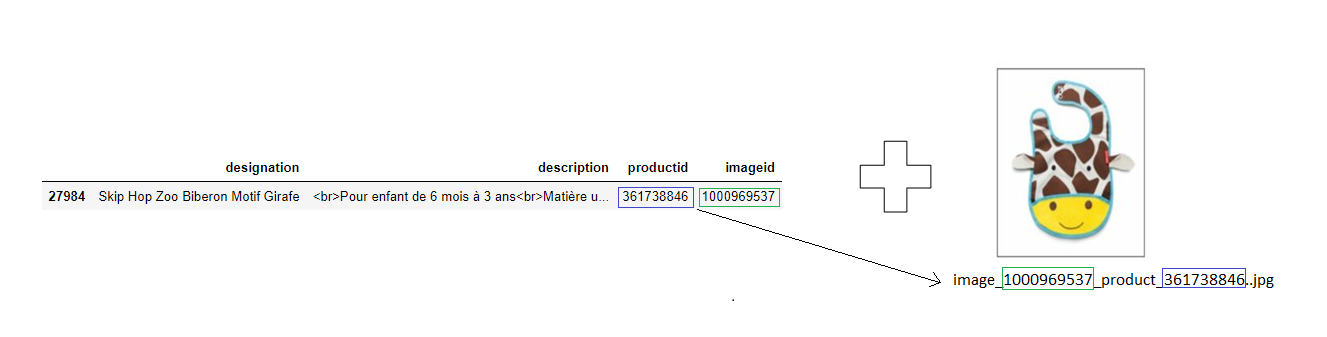 designation description productid imageid
27984 Skip Hop Zoo Biberon Motif Girafe <br>Pour enfant de 6 mois à 3 ans<br>Matière u... 361738846 1000969537
image_1000969537_product_361738846..jpg